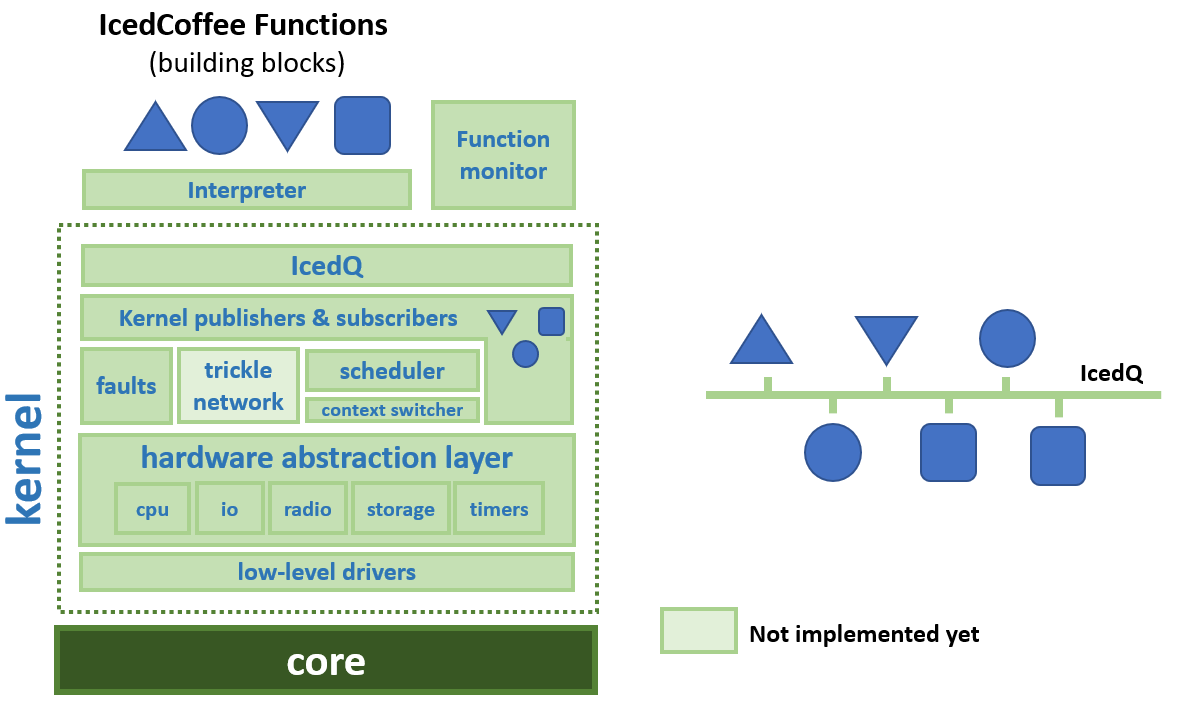 IcedCoffee Functions
(building blocks)
Function
monitor
Interpreter
IcedQ
Kernel publishers & subscribers
faults
trickle
network
scheduler
context switcher
hardware abstraction layer
cpu
io
radio
storage
timers
low-level drivers
kernel
core
IcedQ
Not implemented yet